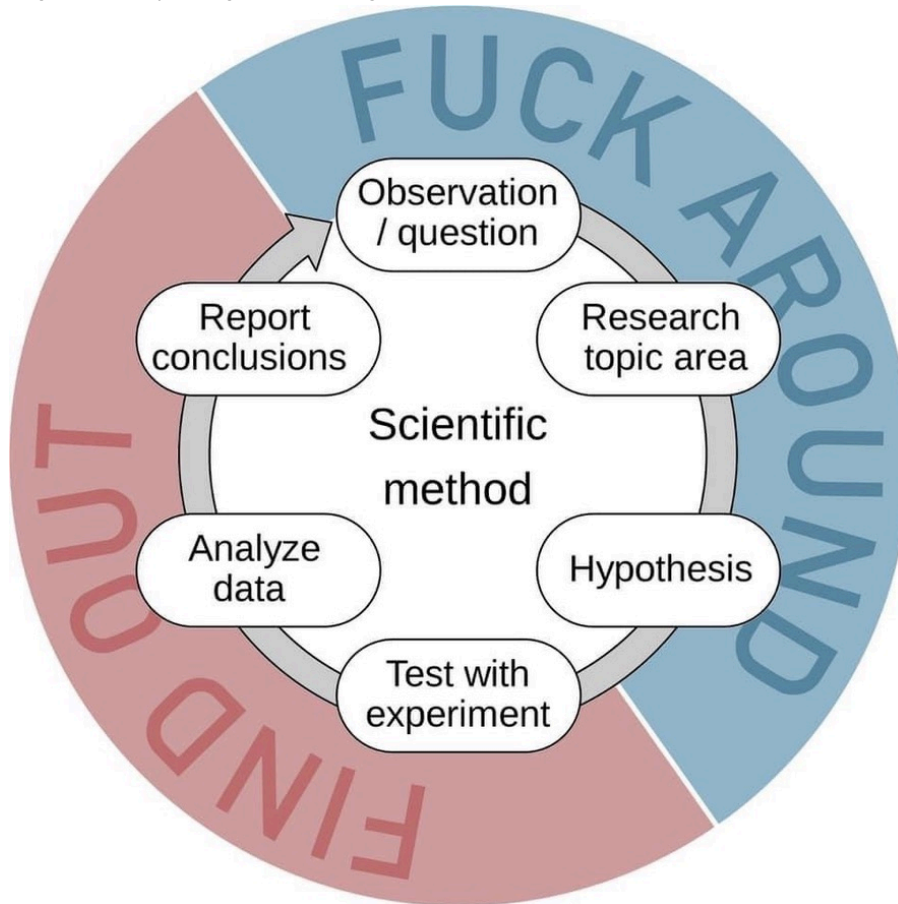 FUCK AROUND
Observation
/ question
Research
topic area
Hypothesis
Test with
experiment
Analyze
data
Report
conclusions
Scientific
method
FIND OUT